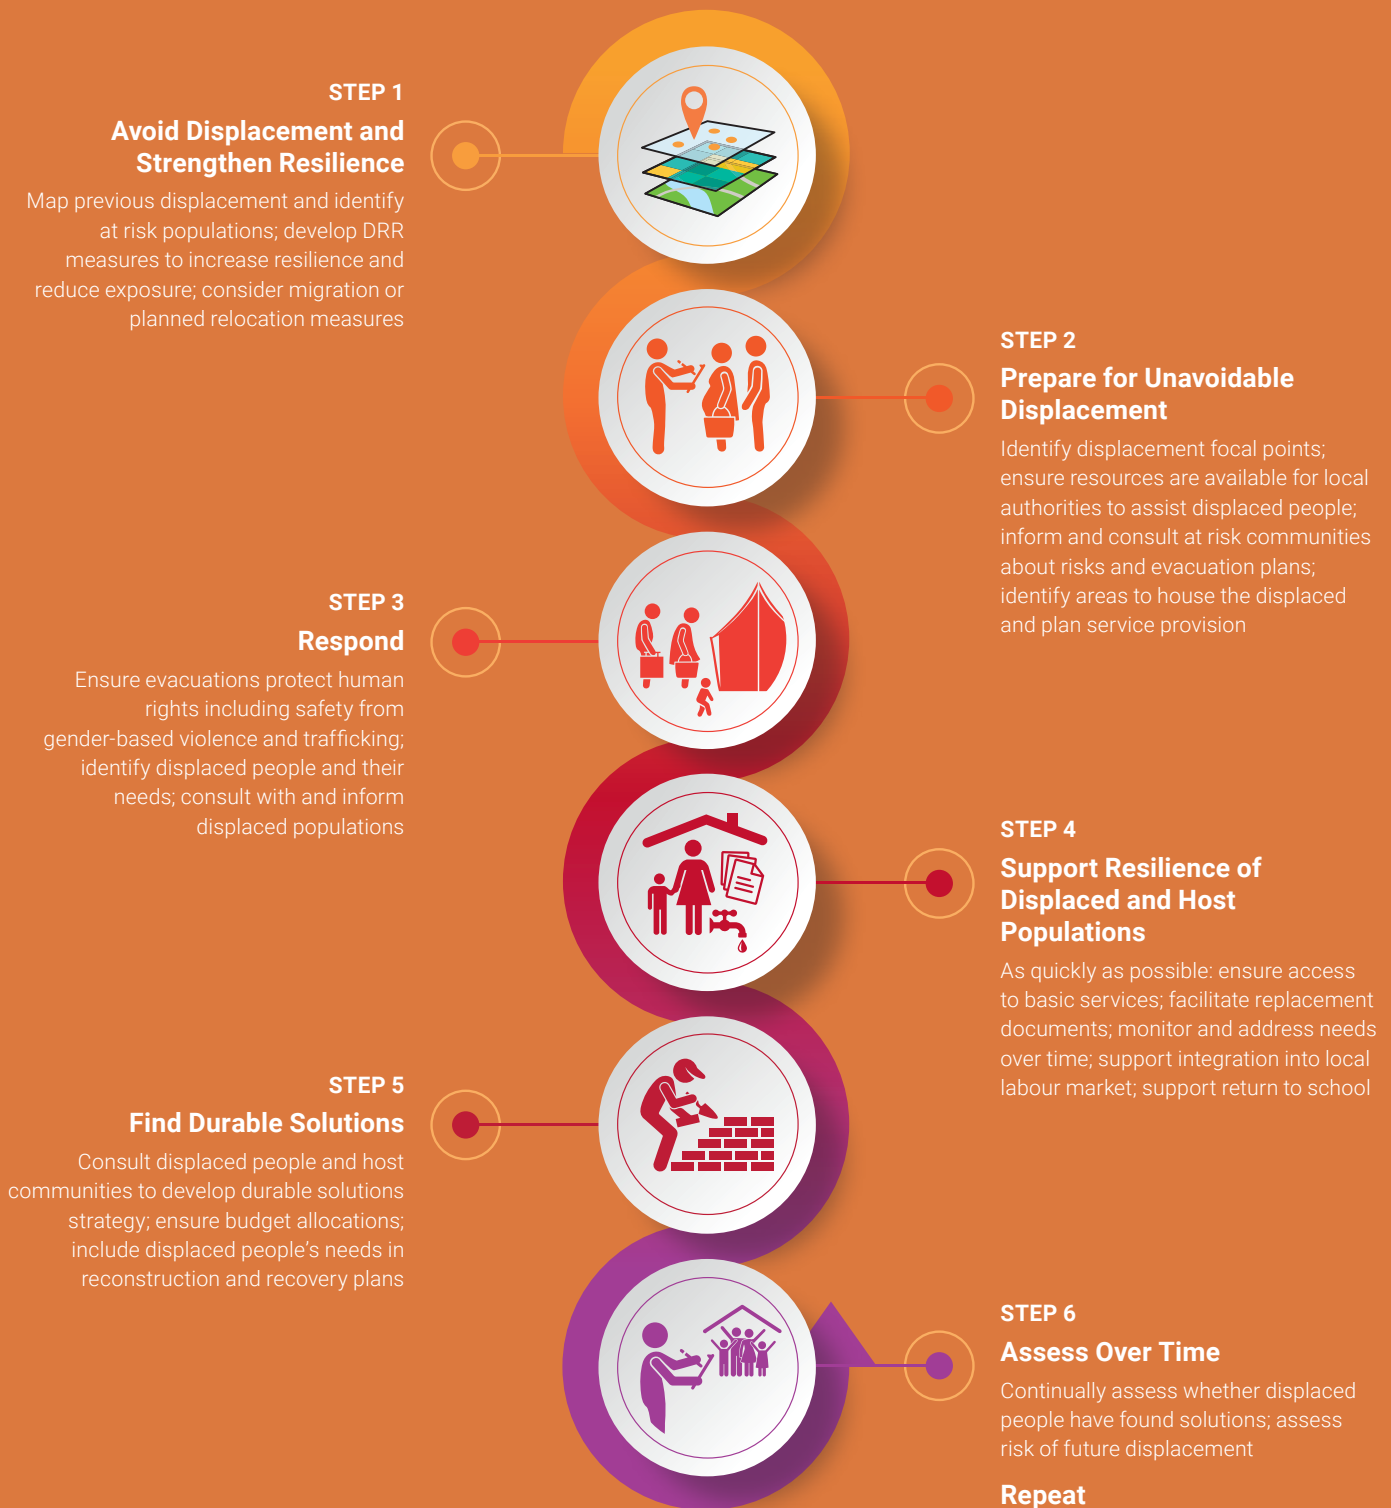 STEP 1
Avoid Displacement and
Strengthen Resilience
Map previous displacement and identify
at risk populations; develop DRR
measures to increase resilience and
reduce exposure; consider migration or
planned relocation measures
STEP 2
Prepare for Unavoidable
Displacement
Identify displacement focal points;
ensure resources are available for local
authorities to assist displaced people;
inform and consult at risk communities
about risks and evacuation plans;
identify areas to house the displaced
and plan service provision
STEP 3
Respond
Ensure evacuations protect human
rights including safety from
gender-based violence and trafficking;
identify displaced people and their
needs; consult with and inform
displaced populations
STEP 4
Support Resilience of
Displaced and Host
Populations
As quickly as possible: ensure access
to basic services; facilitate replacement
documents; monitor and address needs
over time; support integration into local
labour market; support return to school
STEP 5
Find Durable Solutions
Consult displaced people and host
communities to develop durable solutions
strategy; ensure budget allocations;
include displaced people's needs in
reconstruction and recovery plans
STEP 6
Assess Over Time
Continually assess whether displaced
people have found solutions; assess
risk of future displacement
Repeat